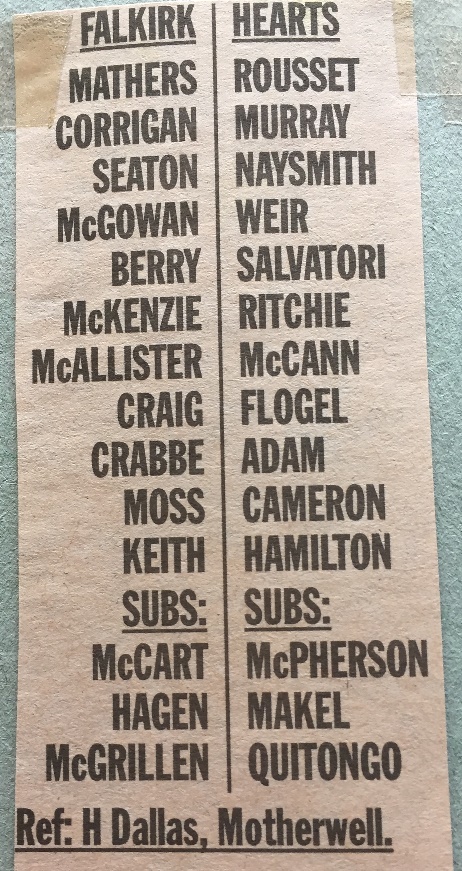 FALKIRK HEARTS
MATHERS ROUSSET
CORRIGAN MURRAY
SEATON NAYSMITH
McGOWAN WEIR
BERRY SALVATORI
McKENZIE RITCHIE
McALLISTER McCANN
CRAIG FLOGEL
CRABBE ADAM
MOSS CAMERON
KEITH HAMILTON
SUBS: SUBS:
McCART McPHERSON
HAGEN MAKEL
McGRILLEN QUITONGO
Ref: H Dallas, Motherwell.